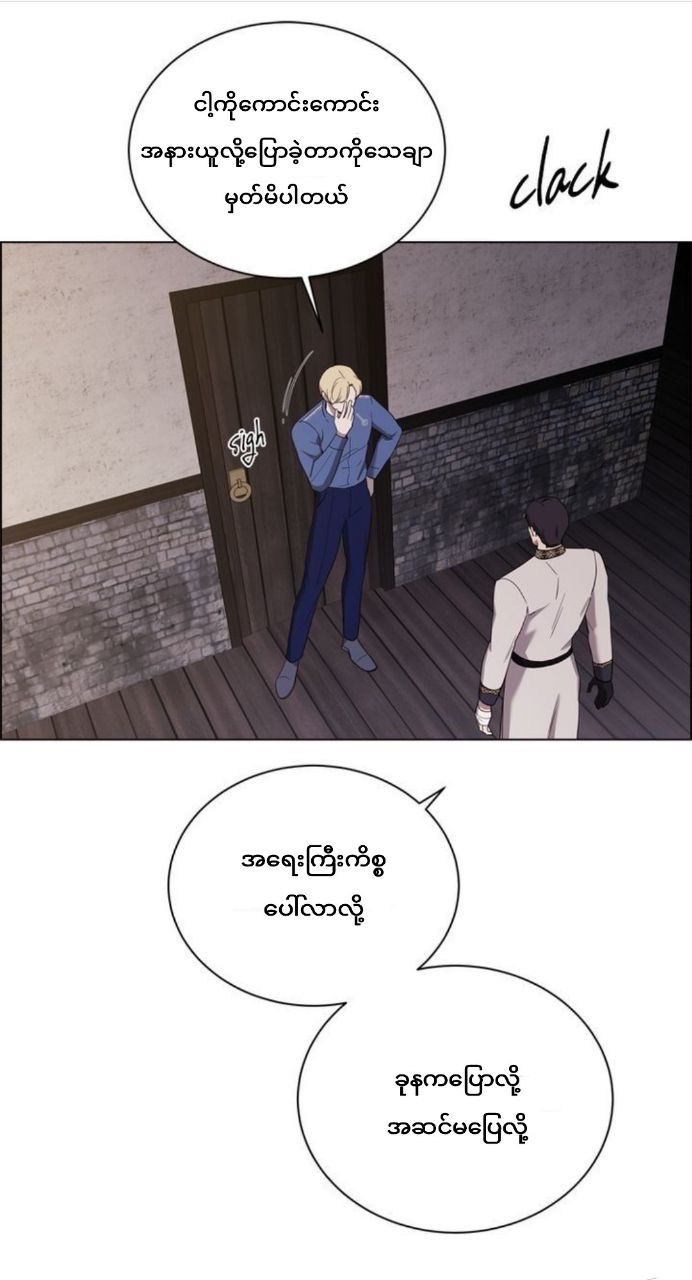 ငါ့ကိုကောင်းကောင်း
အနားယူလို့ပြောခဲ့တာကိုသေချာ
မှတ်မိပါတယ်
clack
sigh
အရေးကြီးကိစ္စ
ပေါ်လာလို့
ခုနကပြောလို့
အဆင်မပြေလို့